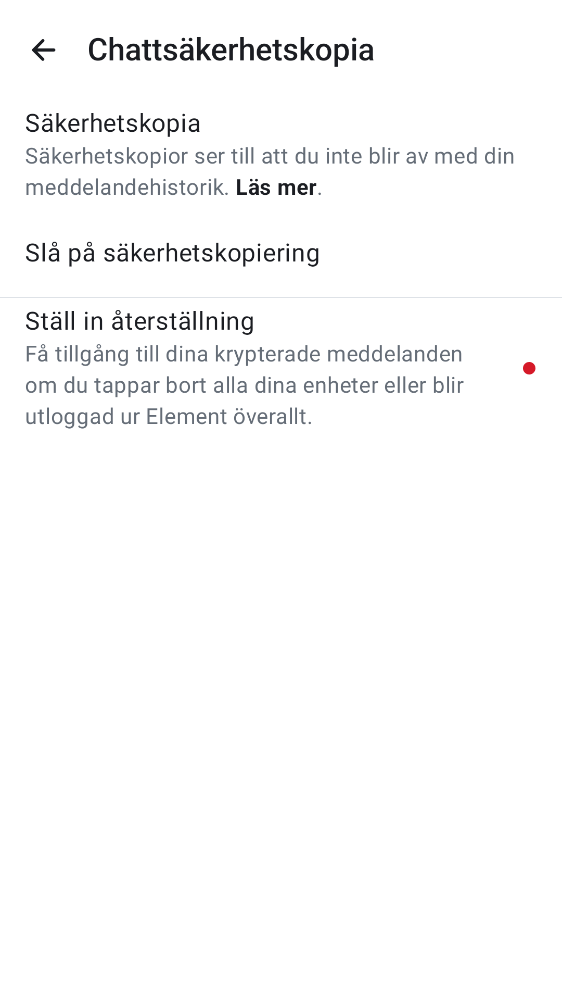 Chattsäkerhetskopia
Säkerhetskopia
Säkerhetskopior ser till att du inte blir av med din
meddelandehistorik. Läs mer.
Slå på säkerhetskopiering
Ställ in återställning
Få tillgång till dina krypterade meddelanden
om du tappar bort alla dina enheter eller blir
utloggad ur Element överallt.